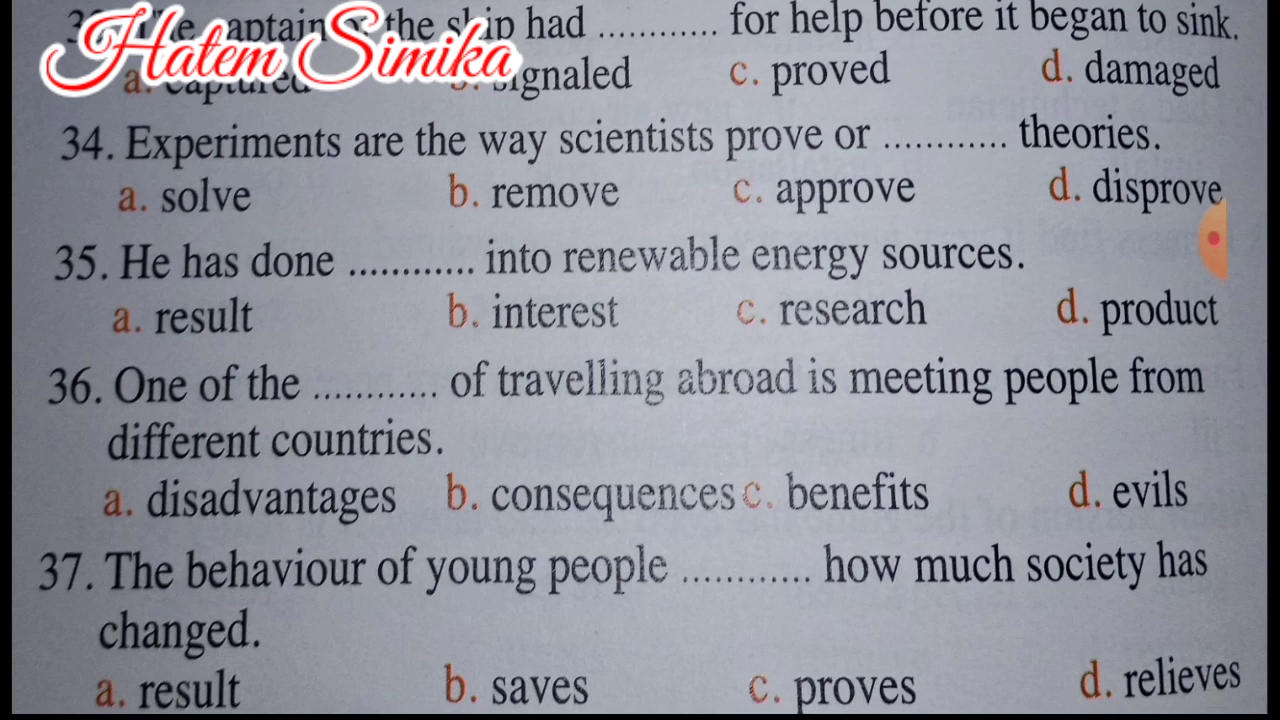 Hatem Simika
the ship had ............ for help before it began to sink.
a. captured b. signaled c. proved d. damaged
34. Experiments are the way scientists prove or ............ theories.
a. solve b. remove c. approve d. disprove
35. He has done ............ into renewable energy sources.
a. result b. interest c. research d. product
36. One of the ............ of travelling abroad is meeting people from
different countries.
a. disadvantages b. consequences c. benefits d. evils
37. The behaviour of young people ............ how much society has
changed.
a. result b. saves c. proves d. relieves